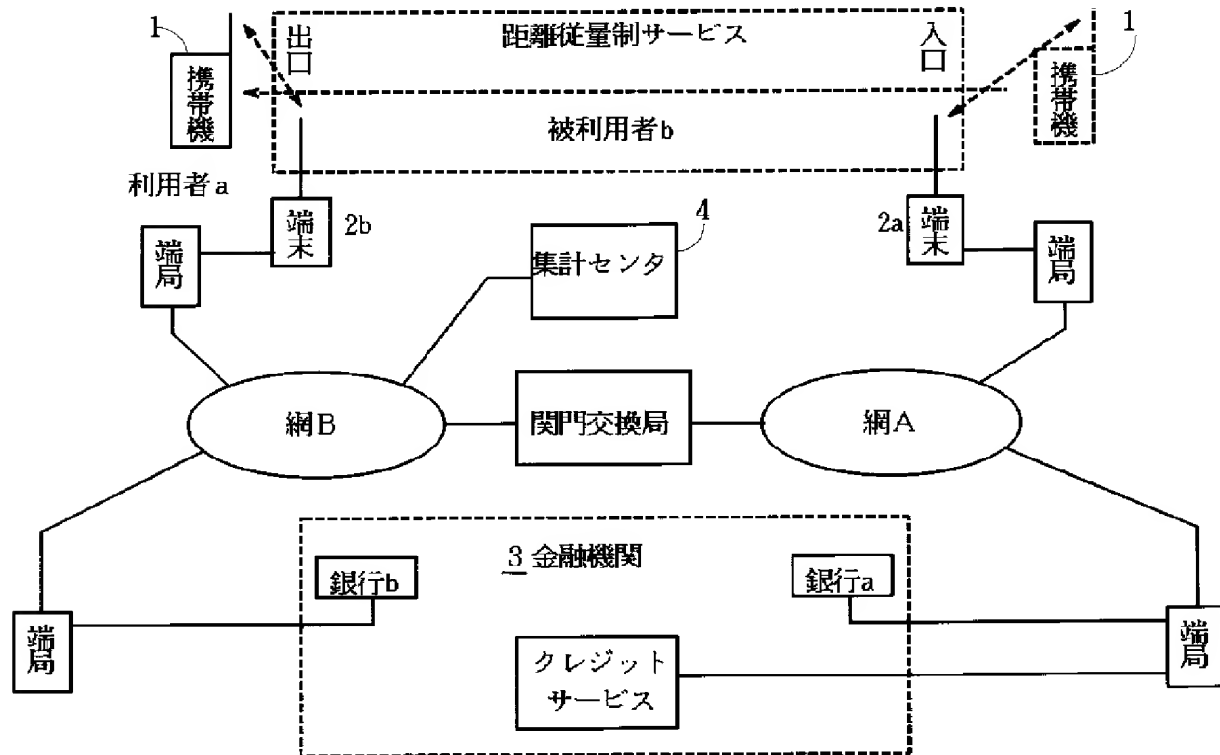 1
携帯機
出口
距離従量制サービス
入口
1
携帯機
被利用者b
利用者a
端末
2b
端局
4
集計センタ
2a
端末
端局
網B
関門交換局
網A
3 金融機関
銀行b
銀行a
端局
クレジット
サービス
端局